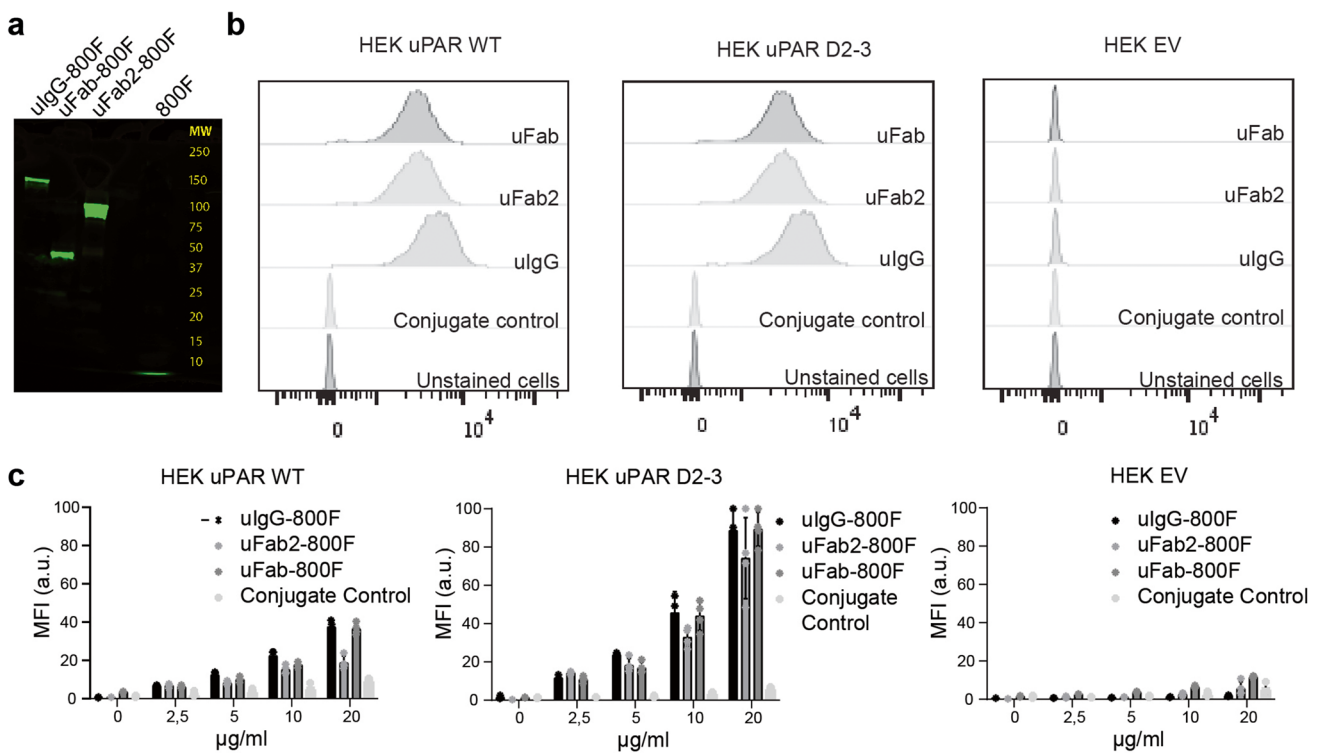 a
uIgG-800F
uFab-800F
uFab2-800F
800F
MW
250
150
100
75
50
37
25
20
15
10
b
HEK uPAR WT
uFab
uFab2
uIgG
Conjugate control
Unstained cells
0
10^4
HEK uPAR D2-3
uFab
uFab2
uIgG
Conjugate control
Unstained cells
0
10^4
HEK EV
uFab
uFab2
uIgG
Conjugate control
Unstained cells
0
10^4
c
HEK uPAR WT
MFI (a.u.)
100
80
60
40
20
0
uIgG-800F
uFab2-800F
uFab-800F
Conjugate Control
0 2,5 5 10 20
µg/ml
HEK uPAR D2-3
MFI (a.u.)
100
80
60
40
20
0
uIgG-800F
uFab2-800F
uFab-800F
Conjugate
Control
0 2,5 5 10 20
µg/ml
HEK EV
MFI (a.u.)
100
80
60
40
20
0
uIgG-800F
uFab2-800F
uFab-800F
Conjugate Control
0 2,5 5 10 20
µg/ml